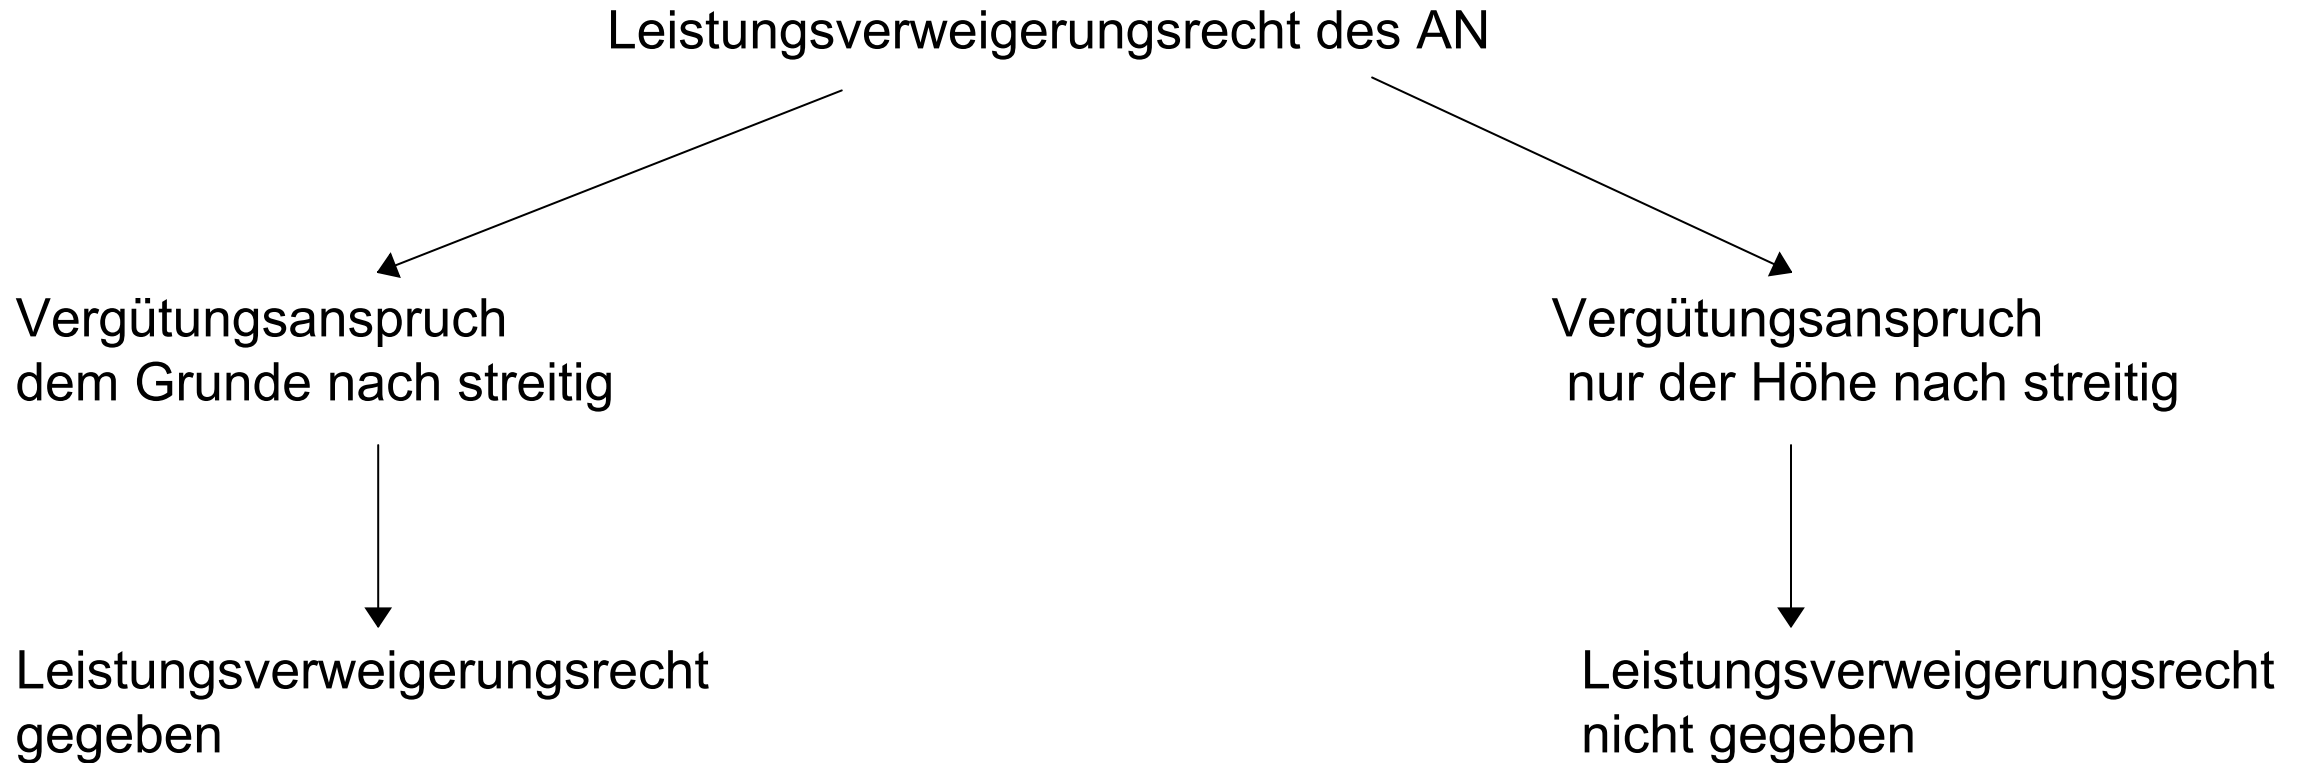 Leistungsverweigerungsrecht des AN
Vergütungsanspruch
dem Grunde nach streitig
Vergütungsanspruch
nur der Höhe nach streitig
Leistungsverweigerungsrecht
gegeben
Leistungsverweigerungsrecht
nicht gegeben